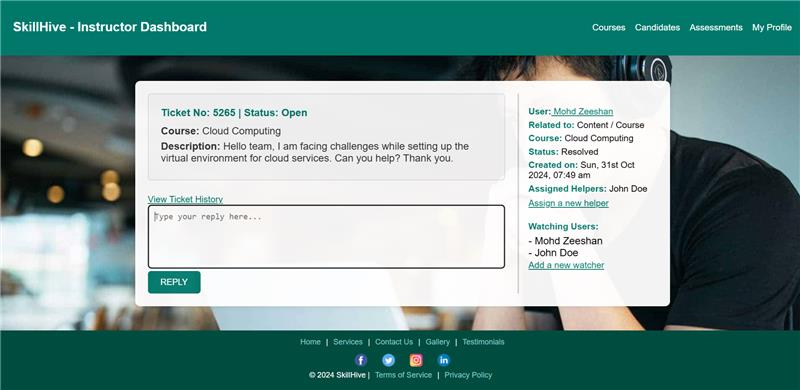 SkillHive - Instructor Dashboard
Courses Candidates Assessments My Profile
Ticket No: 5265 | Status: Open
Course: Cloud Computing
Description: Hello team, I am facing challenges while setting up the
virtual environment for cloud services. Can you help? Thank you.
View Ticket History
Type your reply here...
REPLY
User: Mohd Zeeshan
Related to: Content / Course
Course: Cloud Computing
Status: Resolved
Created on: Sun, 31st Oct
2024, 07:49 am
Assigned Helpers: John Doe
Assign a new helper
Watching Users:
- Mohd Zeeshan
- John Doe
Add a new watcher
Home | Services | Contact Us | Gallery | Testimonials
© 2024 SkillHive | Terms of Service | Privacy Policy